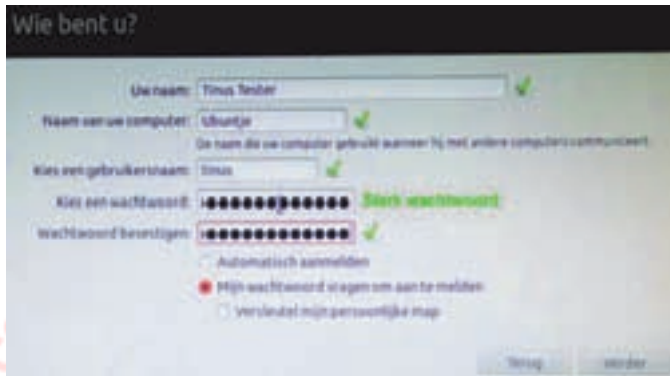 Wie bent u?
Uw naam: Tinus Tester
Naam van uw computer: Ubuntje
De naam die uw computer gebruikt wanneer hij met andere computers communiceert.
Kies een gebruikersnaam: tinus
Kies een wachtwoord: Sterk wachtwoord
Wachtwoord bevestigen:
Automatisch aanmelden
Mijn wachtwoord vragen om aan te melden
Versleutel mijn persoonlijke map
Terug Verder